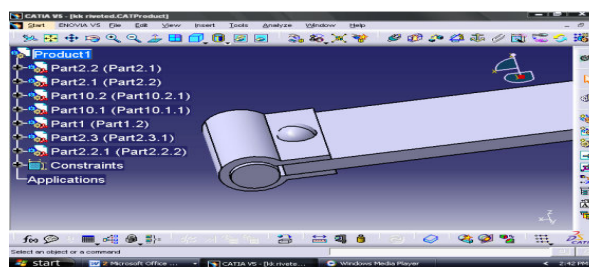 CATIA V5 - [kk riveted.CATProduct]
Start ENOVIA V5 File Edit View Insert Tools Analyze Window Help
Product1
Part2.2 (Part2.1)
Part2.1 (Part2.2)
Part10.2 (Part10.2.1)
Part10.1 (Part10.1.1)
Part1 (Part1.2)
Part2.3 (Part2.3.1)
Part2.2.1 (Part2.2.2)
Constraints
Applications
Select an object or a command
start 2 Microsoft Office ... CATIA V5 - [kk rivete... Windows Media Player 2:42 PM